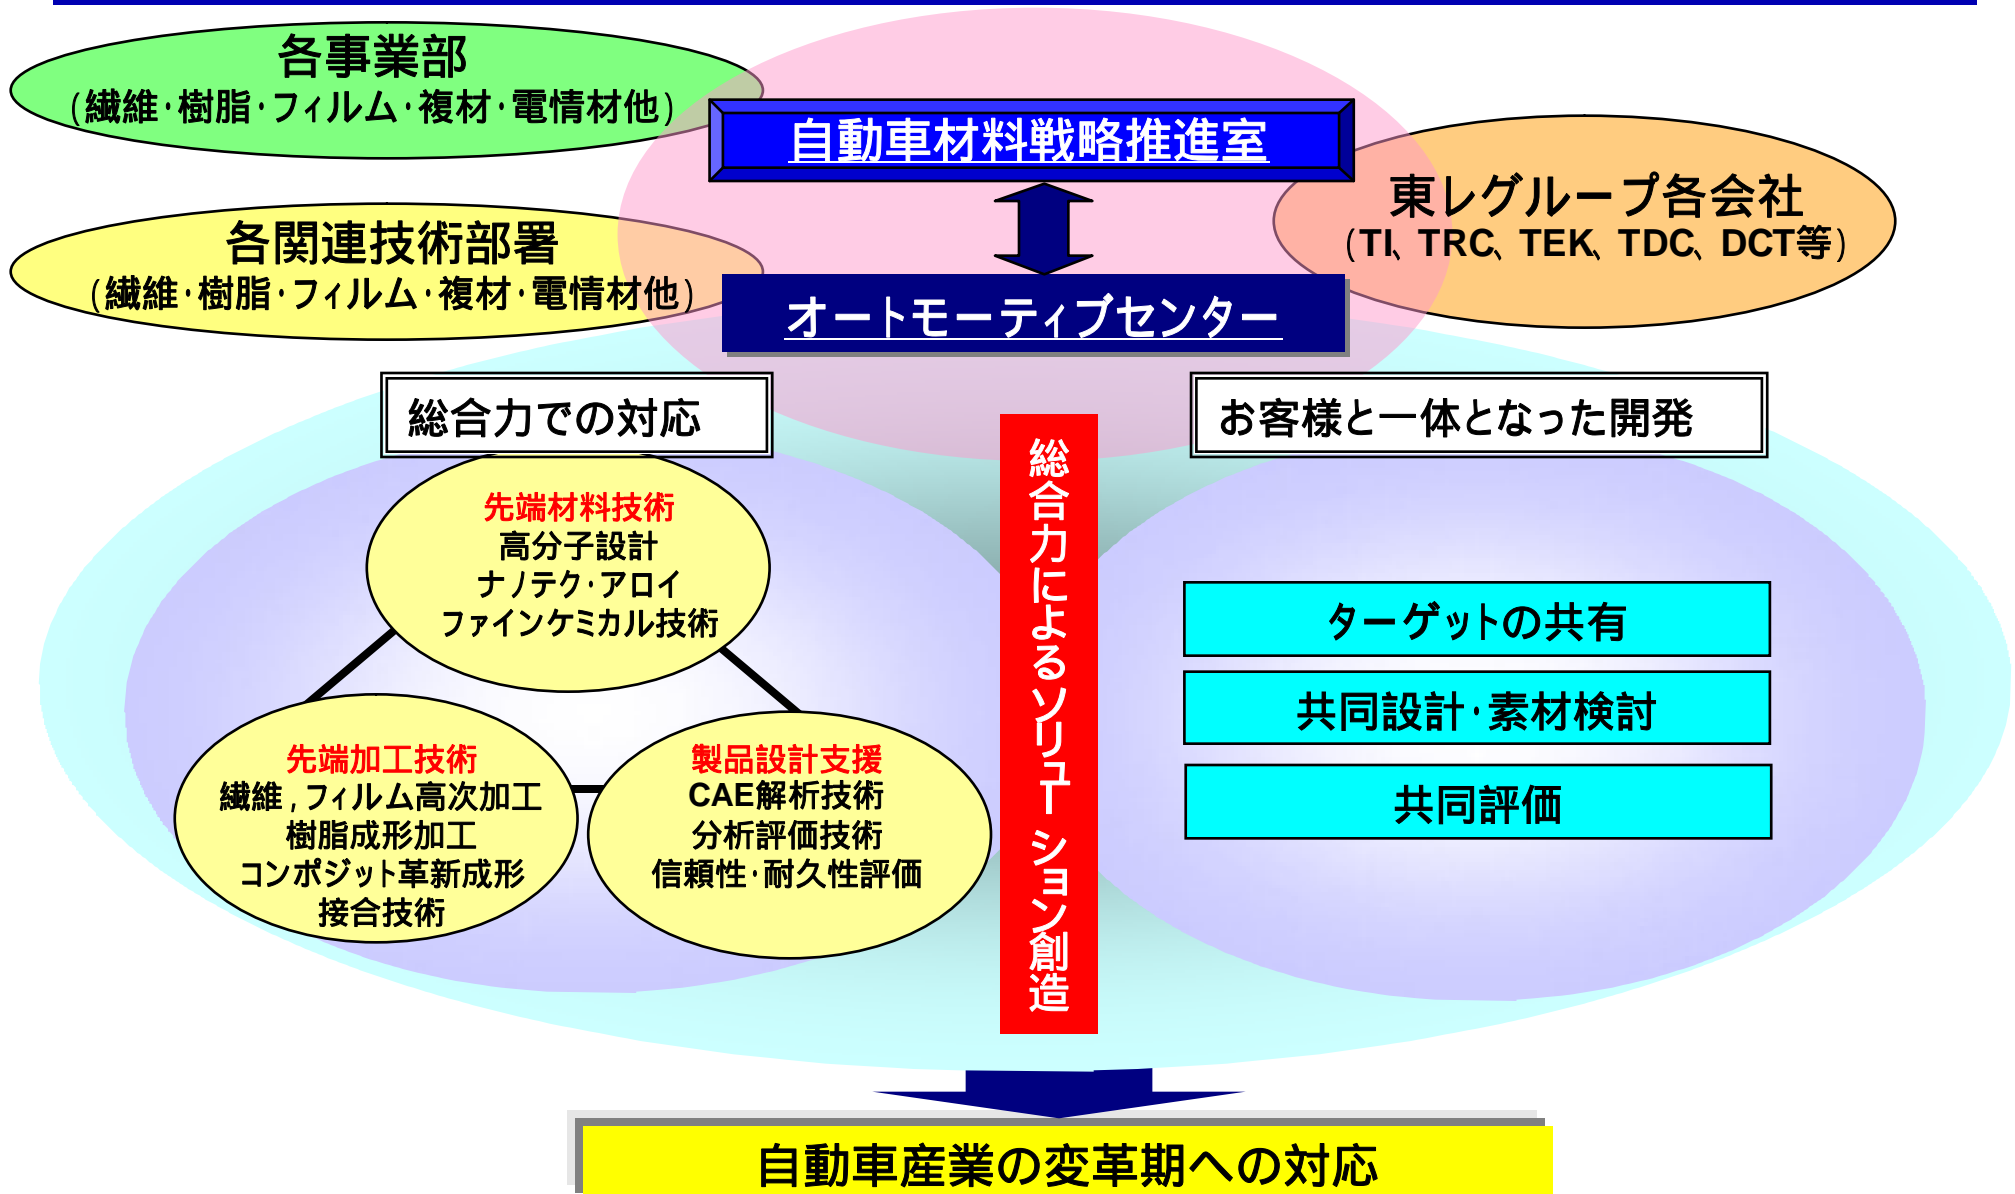 各事業部
(繊維･樹脂･フィルム･複材･電情材他)
自動車材料戦略推進室
東レグループ各会社
(TI、TRC、TEK、TDC、DCT等)
各関連技術部署
(繊維･樹脂･フィルム･複材･電情材他)
オートモーティブセンター
総合力での対応
お客様と一体となった開発
総合力によるソリューション創造
先端材料技術
高分子設計
ナノテク･アロイ
ファインケミカル技術
先端加工技術
繊維,フィルム高次加工
樹脂成形加工
コンポジット革新成形
接合技術
製品設計支援
CAE解析技術
分析評価技術
信頼性･耐久性評価
ターゲットの共有
共同設計･素材検討
共同評価
自動車産業の変革期への対応